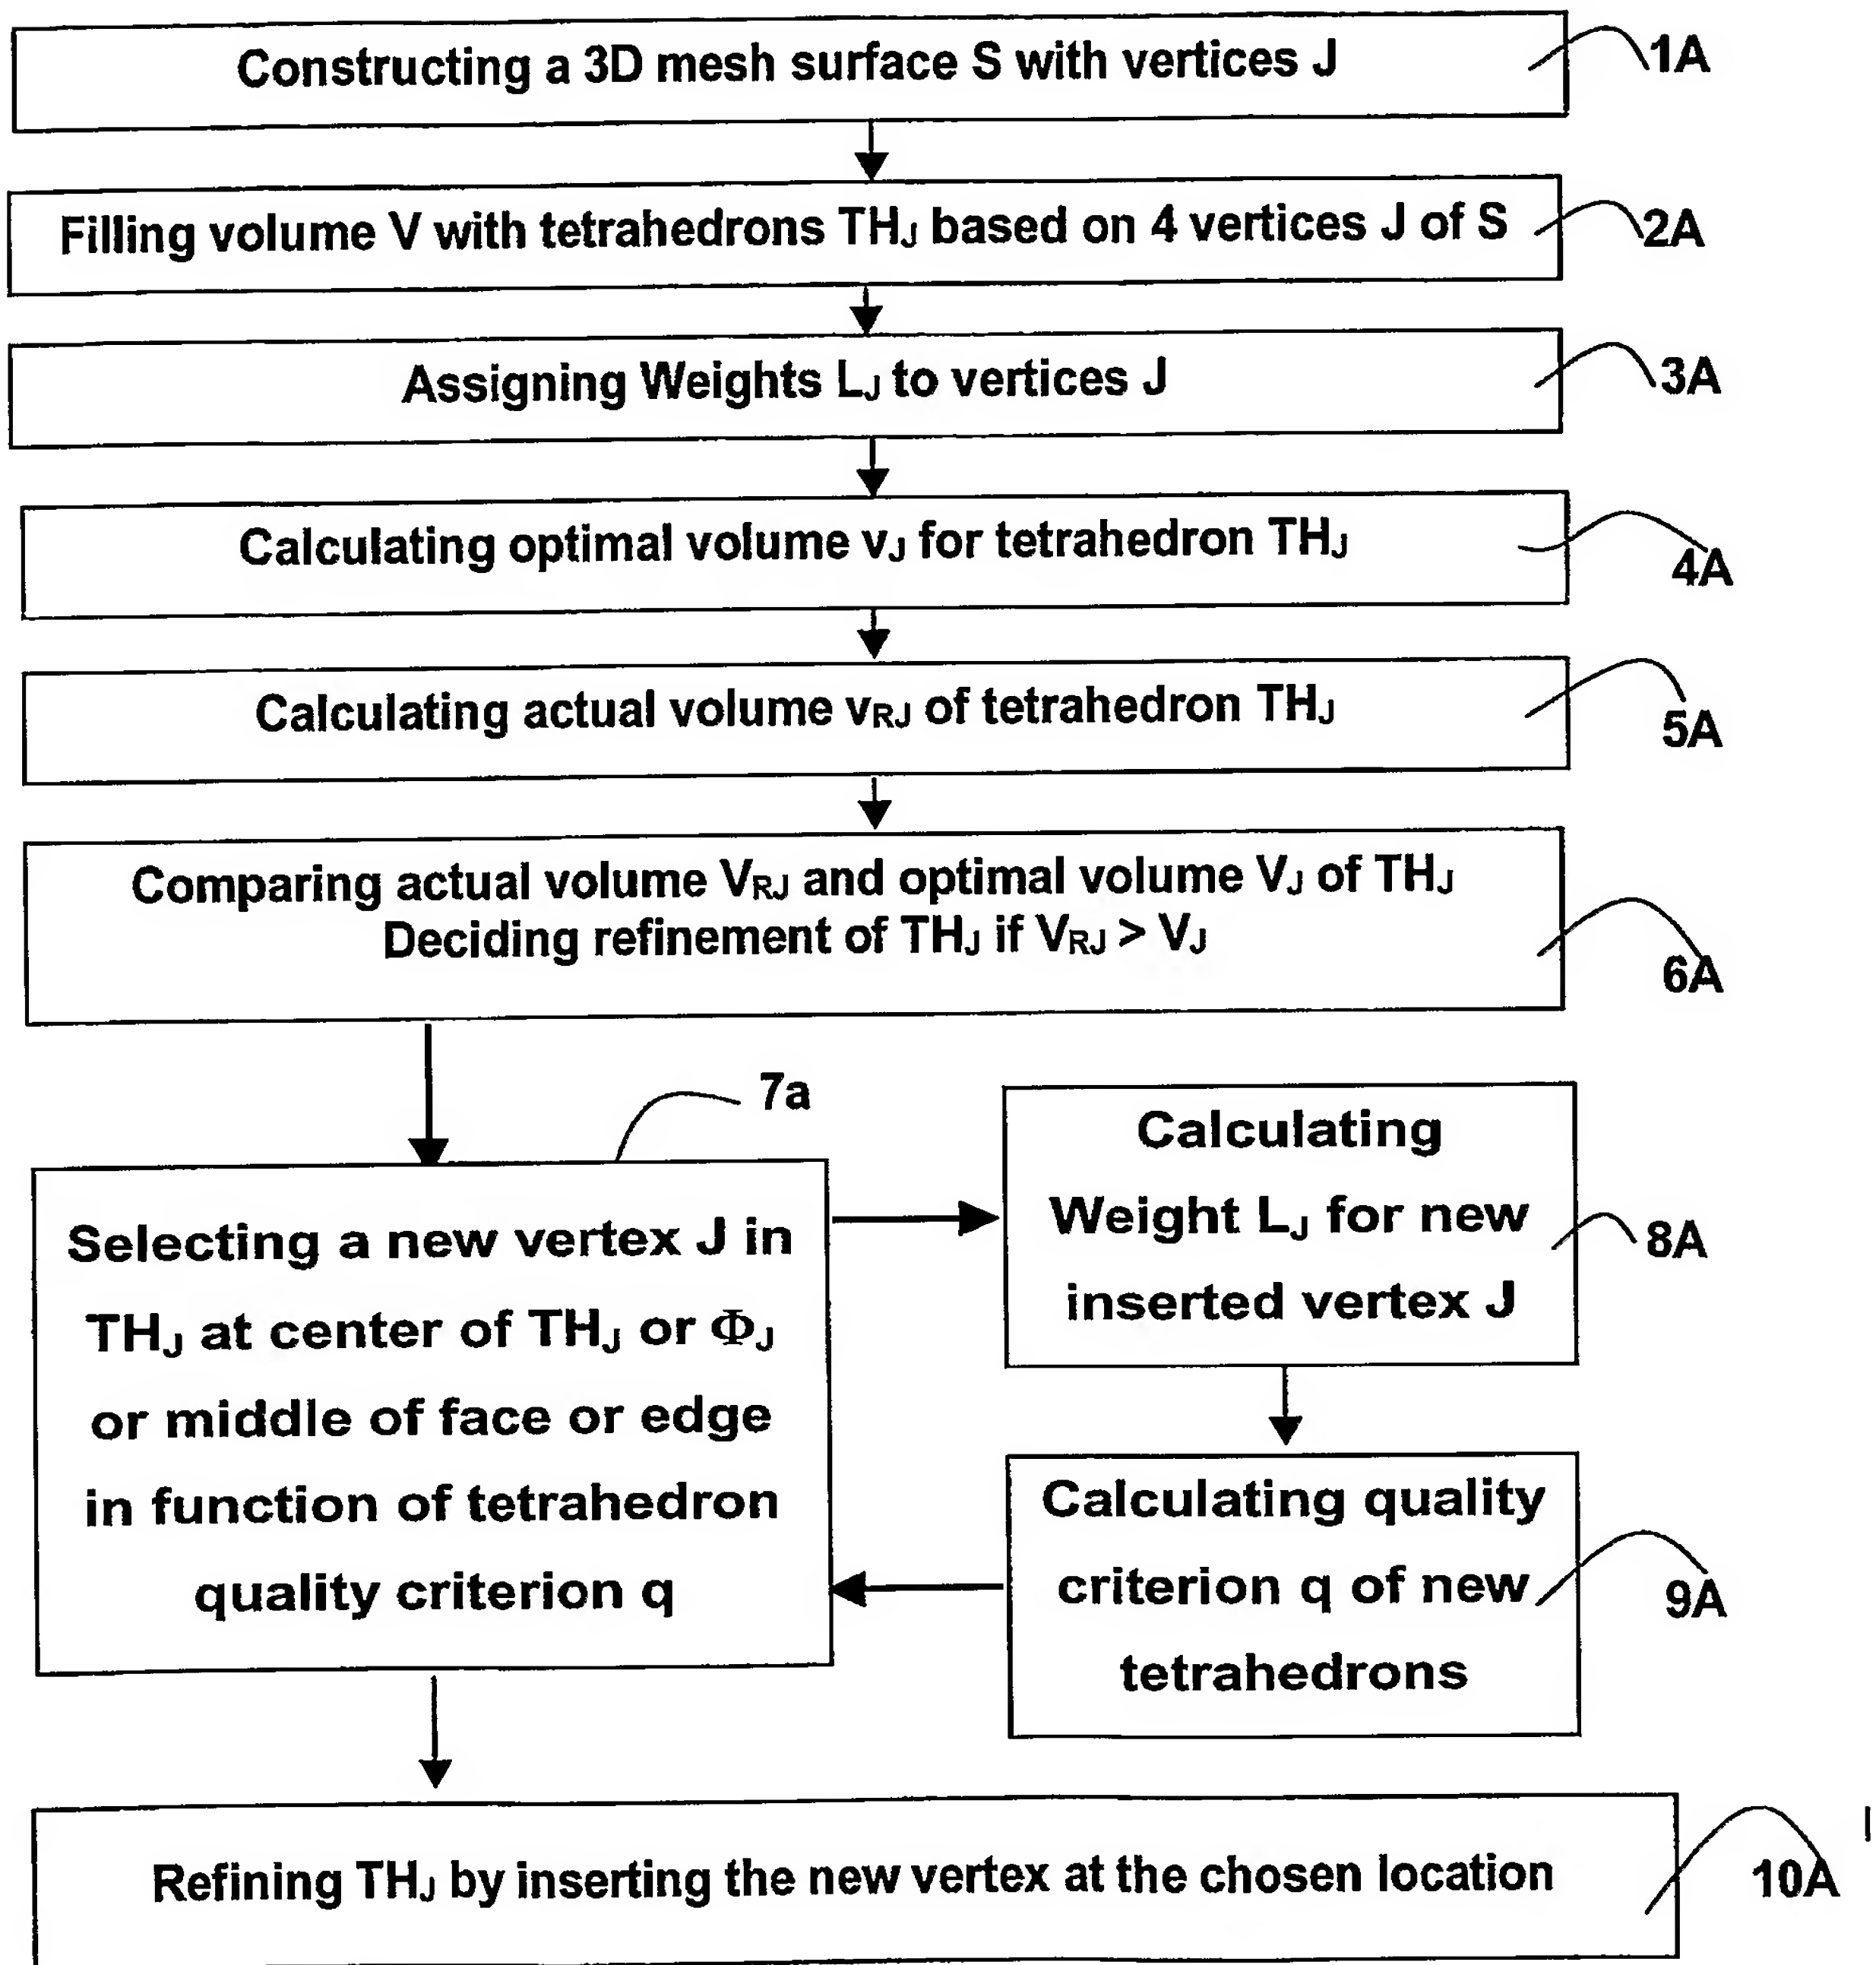 Constructing a 3D mesh surface S with vertices J
1A
Filling volume V with tetrahedrons THJ based on 4 vertices J of S
2A
Assigning Weights LJ to vertices J
3A
Calculating optimal volume vJ for tetrahedron THJ
4A
Calculating actual volume vRJ of tetrahedron THJ
5A
Comparing actual volume VRJ and optimal volume VJ of THJ
Deciding refinement of THJ if VRJ > VJ
6A
7a
Selecting a new vertex J in
THJ at center of THJ or ΦJ
or middle of face or edge
in function of tetrahedron
quality criterion q
Calculating
Weight LJ for new
inserted vertex J
8A
Calculating quality
criterion q of new
tetrahedrons
9A
Refining THJ by inserting the new vertex at the chosen location
10A